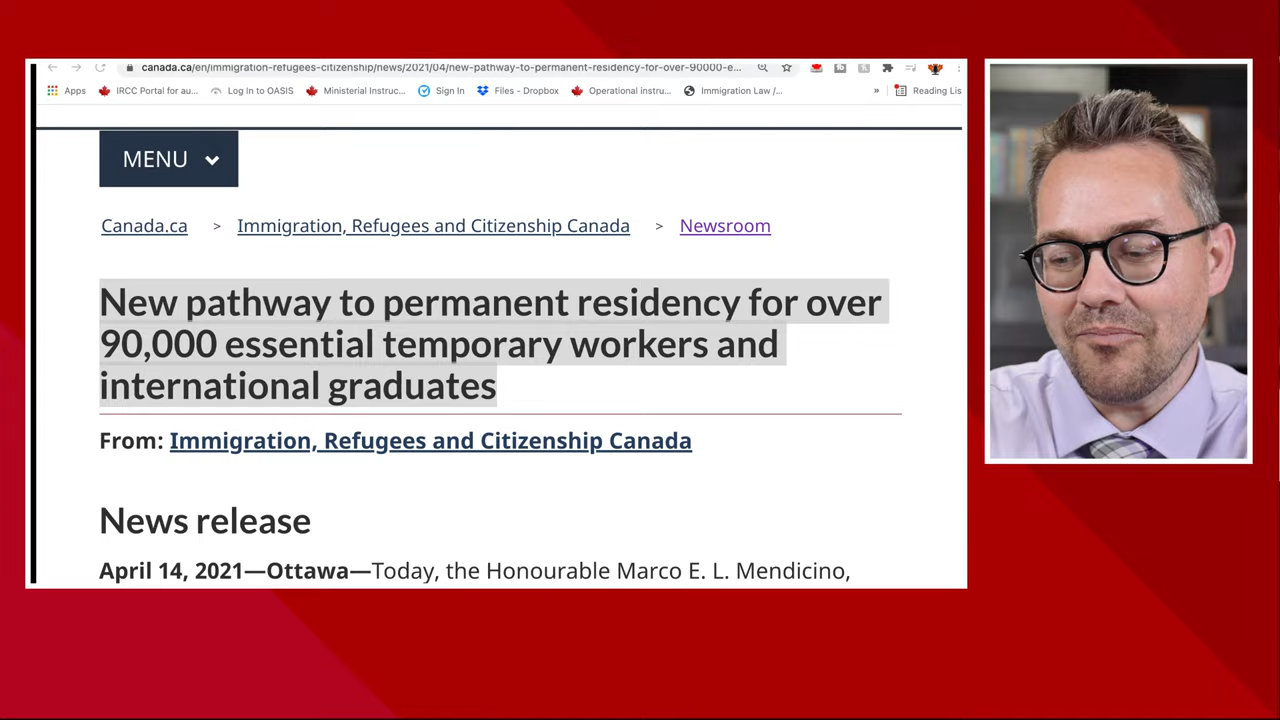 canada.ca/en/immigration-refugees-citizenship/news/2021/04/new-pathway-to-permanent-residency-for-over-90000-e...
Apps IRCC Portal for au... Log In to OASIS Ministerial Instruc... Sign In Files - Dropbox Operational instru... Immigration Law /... » Reading Lis
MENU
Canada.ca > Immigration, Refugees and Citizenship Canada > Newsroom
New pathway to permanent residency for over
90,000 essential temporary workers and
international graduates
From: Immigration, Refugees and Citizenship Canada
News release
April 14, 2021—Ottawa—Today, the Honourable Marco E. L. Mendicino,